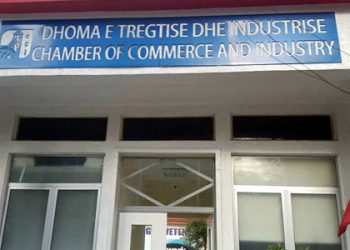 DHOMA E TREGTISE DHE INDUSTRISE
CHAMBER OF COMMERCE AND INDUSTRY